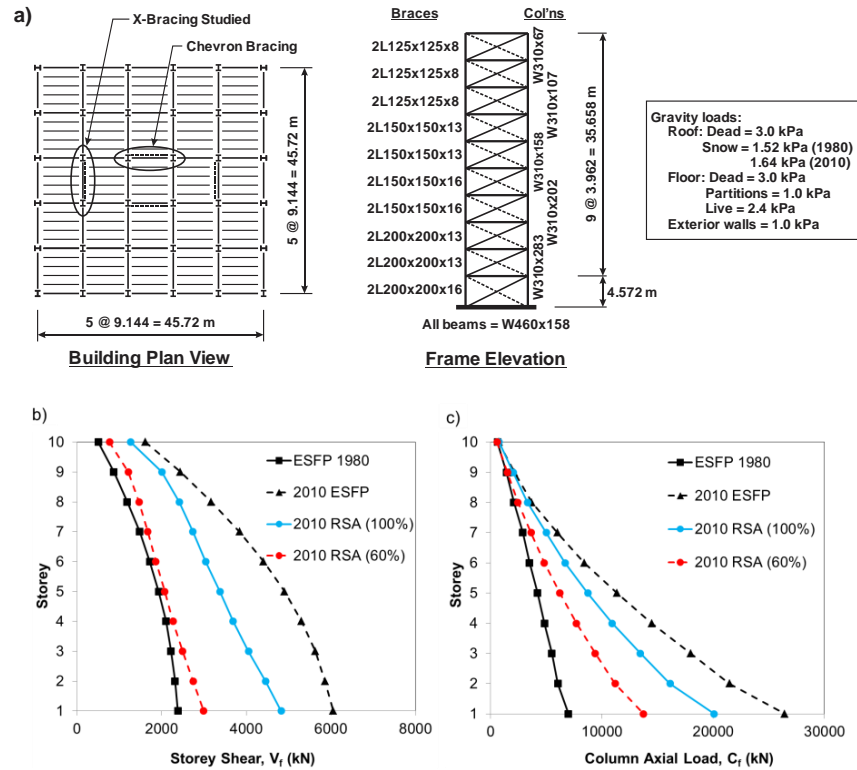 a)
X-Bracing Studied
Chevron Bracing
5 @ 9.144 = 45.72 m
5 @ 9.144 = 45.72 m
Building Plan View
Braces
Col'ns
2L125x125x8
2L125x125x8
2L125x125x8
2L150x150x13
2L150x150x13
2L150x150x16
2L150x150x16
2L200x200x13
2L200x200x13
2L200x200x16
W310x67
W310x107
W310x158
W310x202
W310x283
9 @ 3.962 = 35.658 m
4.572 m
All beams = W460x158
Frame Elevation
Gravity loads:
Roof: Dead = 3.0 kPa
Snow = 1.52 kPa (1980)
1.64 kPa (2010)
Floor: Dead = 3.0 kPa
Partitions = 1.0 kPa
Live = 2.4 kPa
Exterior walls = 1.0 kPa
b)
Storey
10
9
8
7
6
5
4
3
2
1
0 2000 4000 6000 8000
Storey Shear, Vf (kN)
ESFP 1980
2010 ESFP
2010 RSA (100%)
2010 RSA (60%)
c)
Storey
10
9
8
7
6
5
4
3
2
1
0 10000 20000 30000
Column Axial Load, Cf (kN)
ESFP 1980
2010 ESFP
2010 RSA (100%)
2010 RSA (60%)